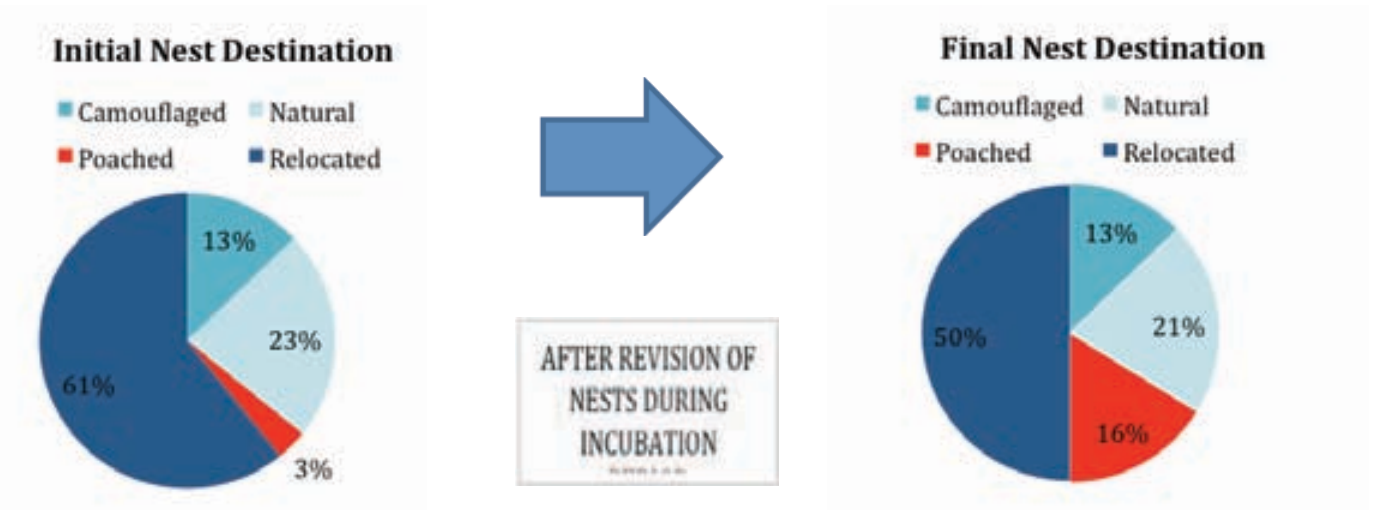 Initial Nest Destination
Camouflaged Natural
Poached Relocated
13%
23%
61%
3%
AFTER REVISION OF
NESTS DURING
INCUBATION
Final Nest Destination
Camouflaged Natural
Poached Relocated
13%
21%
50%
16%